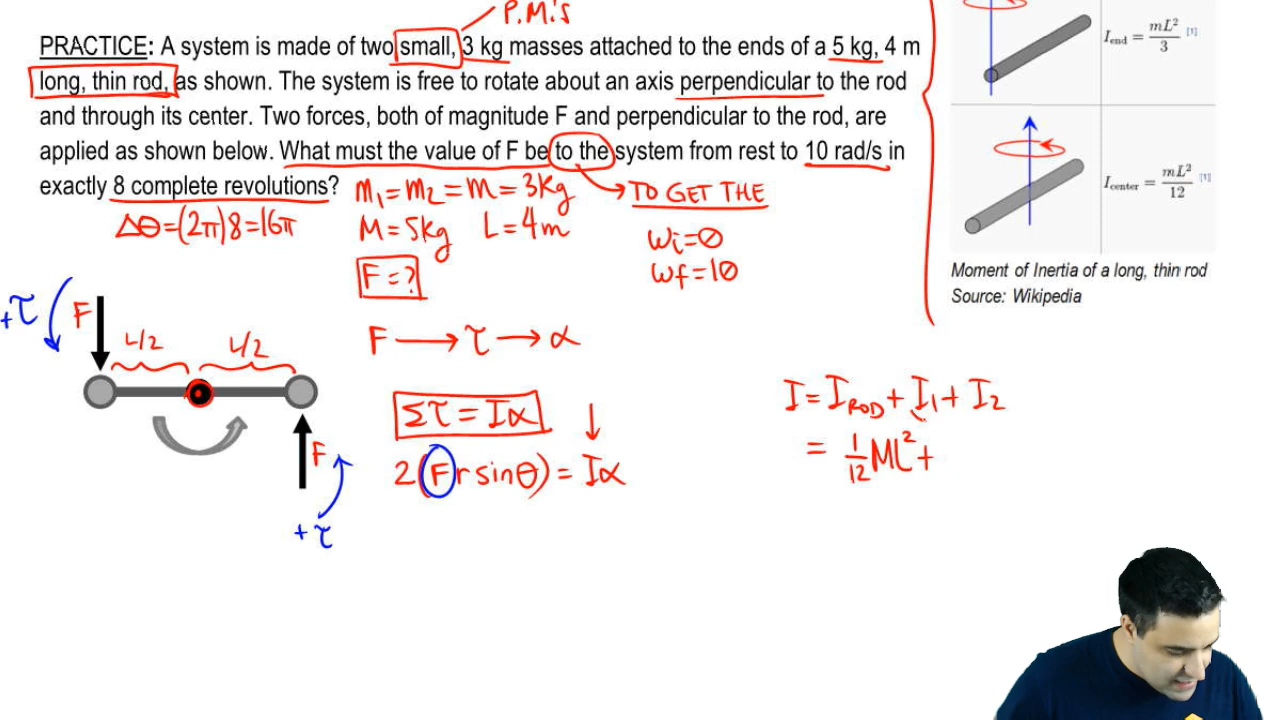 P.M.'s
PRACTICE: A system is made of two small, 3 kg masses attached to the ends of a 5 kg, 4 m
long, thin rod, as shown. The system is free to rotate about an axis perpendicular to the rod
and through its center. Two forces, both of magnitude F and perpendicular to the rod, are
applied as shown below. What must the value of F be to the system from rest to 10 rad/s in
exactly 8 complete revolutions?
Δθ=(2π)8=16π
m₁=m₂=m=3kg
M=5kg L=4m
F=?
TO GET THE
ωi=0
ωf=10
I_end = mL²/3 [1]
I_center = mL²/12 [1]
Moment of Inertia of a long, thin rod
Source: Wikipedia
+τ
F
L/2 L/2
F
+τ
F → τ → α
Στ = Iα
2(F r sinθ) = Iα
I = I_ROD + I₁ + I₂
= 1/12 ML² +